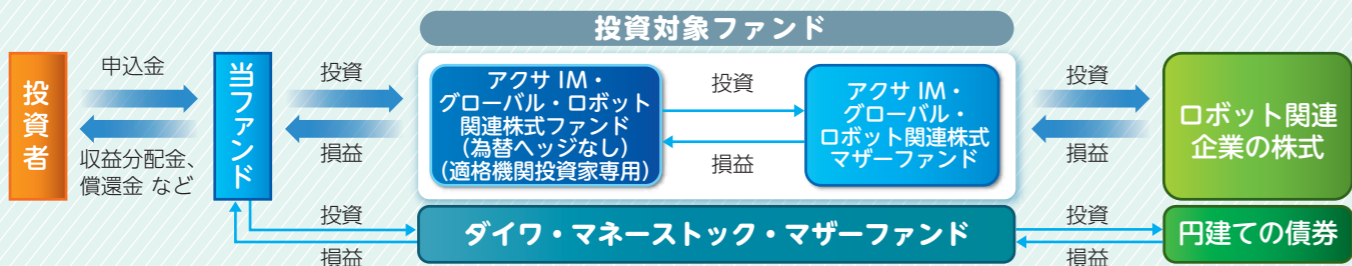 投資対象ファンド
投資者
申込金
収益分配金、
償還金 など
当ファンド
投資
損益
アクサ IM・
グローバル・ロボット
関連株式ファンド
（為替ヘッジなし）
（適格機関投資家専用）
投資
損益
アクサ IM・
グローバル・
ロボット関連株式
マザーファンド
投資
損益
ロボット関連
企業の株式
投資
損益
ダイワ・マネーストック・マザーファンド
投資
損益
円建ての債券